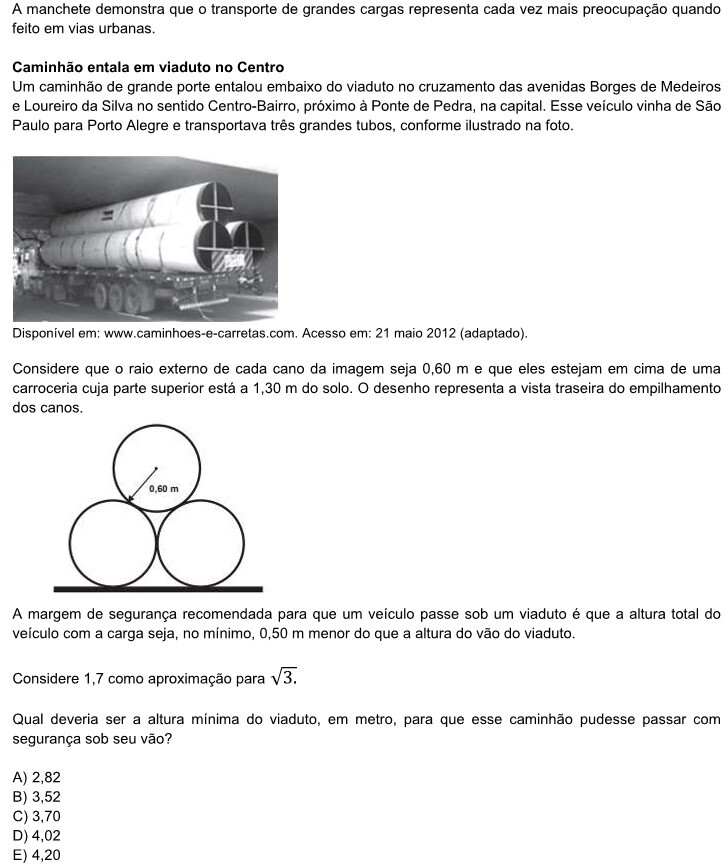 A manchete demonstra que o transporte de grandes cargas representa cada vez mais preocupação quando
feito em vias urbanas.
Caminhão entala em viaduto no Centro
Um caminhão de grande porte entalou embaixo do viaduto no cruzamento das avenidas Borges de Medeiros
e Loureiro da Silva no sentido Centro-Bairro, próximo à Ponte de Pedra, na capital. Esse veículo vinha de São
Paulo para Porto Alegre e transportava três grandes tubos, conforme ilustrado na foto.
Disponível em: www.caminhoes-e-carretas.com. Acesso em: 21 maio 2012 (adaptado).
Considere que o raio externo de cada cano da imagem seja 0,60 m e que eles estejam em cima de uma
carroceria cuja parte superior está a 1,30 m do solo. O desenho representa a vista traseira do empilhamento
dos canos.
0,60 m
A margem de segurança recomendada para que um veículo passe sob um viaduto é que a altura total do
veículo com a carga seja, no mínimo, 0,50 m menor do que a altura do vão do viaduto.
Considere 1,7 como aproximação para √3.
Qual deveria ser a altura mínima do viaduto, em metro, para que esse caminhão pudesse passar com
segurança sob seu vão?
A) 2,82
B) 3,52
C) 3,70
D) 4,02
E) 4,20